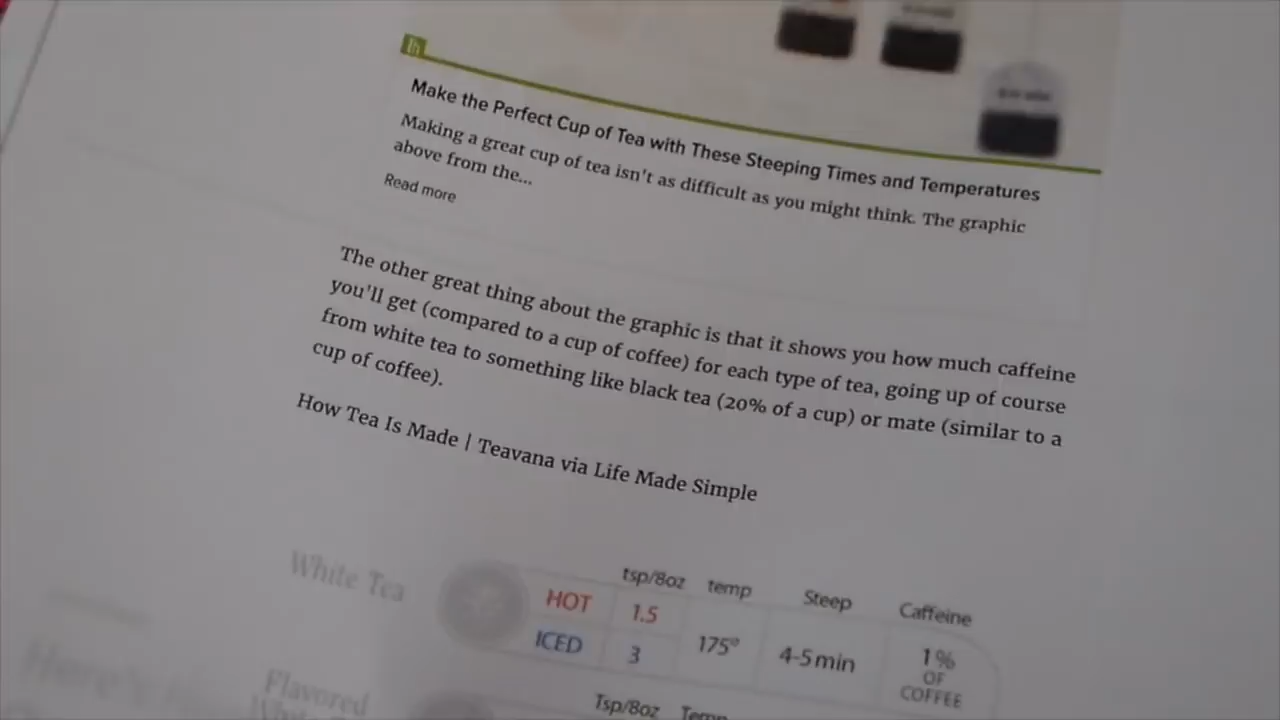 lh
Make the Perfect Cup of Tea with These Steeping Times and Temperatures
Making a great cup of tea isn't as difficult as you might think. The graphic
above from the...
Read more
The other great thing about the graphic is that it shows you how much caffeine
you'll get (compared to a cup of coffee) for each type of tea, going up of course
from white tea to something like black tea (20% of a cup) or mate (similar to a
cup of coffee).
How Tea Is Made | Teavana via Life Made Simple
White Tea
tsp/8oz temp Steep Caffeine
HOT 1.5
ICED 3
175° 4-5 min
1%
OF
COFFEE
Flavored
White
Tsp/8oz Temp
Here's